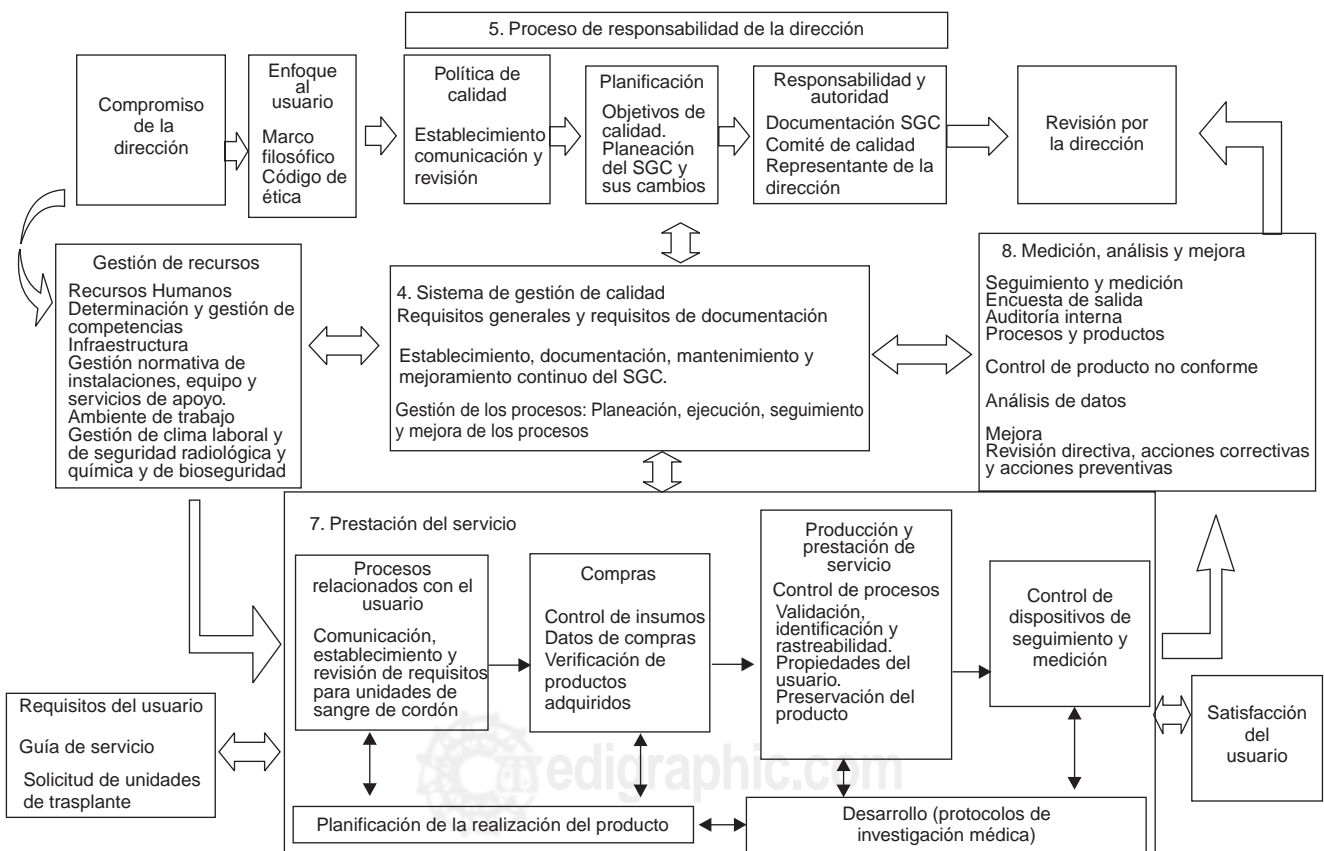 5. Proceso de responsabilidad de la dirección
Compromiso
de la
dirección
Enfoque
al
usuario
Marco
filosófico
Código de
ética
Política de
calidad
Establecimiento
comunicación y
revisión
Planificación
Objetivos de
calidad.
Planeación
del SGC y
sus cambios
Responsabilidad y
autoridad
Documentación SGC
Comité de calidad
Representante de la
dirección
Revisión por
la dirección
Gestión de recursos
Recursos Humanos
Determinación y gestión de
competencias
Infraestructura
Gestión normativa de
instalaciones, equipo y
servicios de apoyo.
Ambiente de trabajo
Gestión de clima laboral y
de seguridad radiológica y
química y de bioseguridad
4. Sistema de gestión de calidad
Requisitos generales y requisitos de documentación
Establecimiento, documentación, mantenimiento y
mejoramiento continuo del SGC.
Gestión de los procesos: Planeación, ejecución, seguimiento
y mejora de los procesos
8. Medición, análisis y mejora
Seguimiento y medición
Encuesta de salida
Auditoría interna
Procesos y productos
Control de producto no conforme
Análisis de datos
Mejora
Revisión directiva, acciones correctivas
y acciones preventivas
7. Prestación del servicio
Procesos
relacionados con el
usuario
Comunicación,
establecimiento y
revisión de requisitos
para unidades de
sangre de cordón
Compras
Control de insumos
Datos de compras
Verificación de
productos
adquiridos
Producción y
prestación de
servicio
Control de procesos
Validación,
identificación y
rastreabilidad.
Propiedades del
usuario.
Preservación del
producto
Control de
dispositivos de
seguimiento y
medición
Requisitos del usuario
Guía de servicio
Solicitud de unidades
de trasplante
Satisfacción
del
usuario
medigraphic.com
Planificación de la realización del producto
Desarrollo (protocolos de
investigación médica)